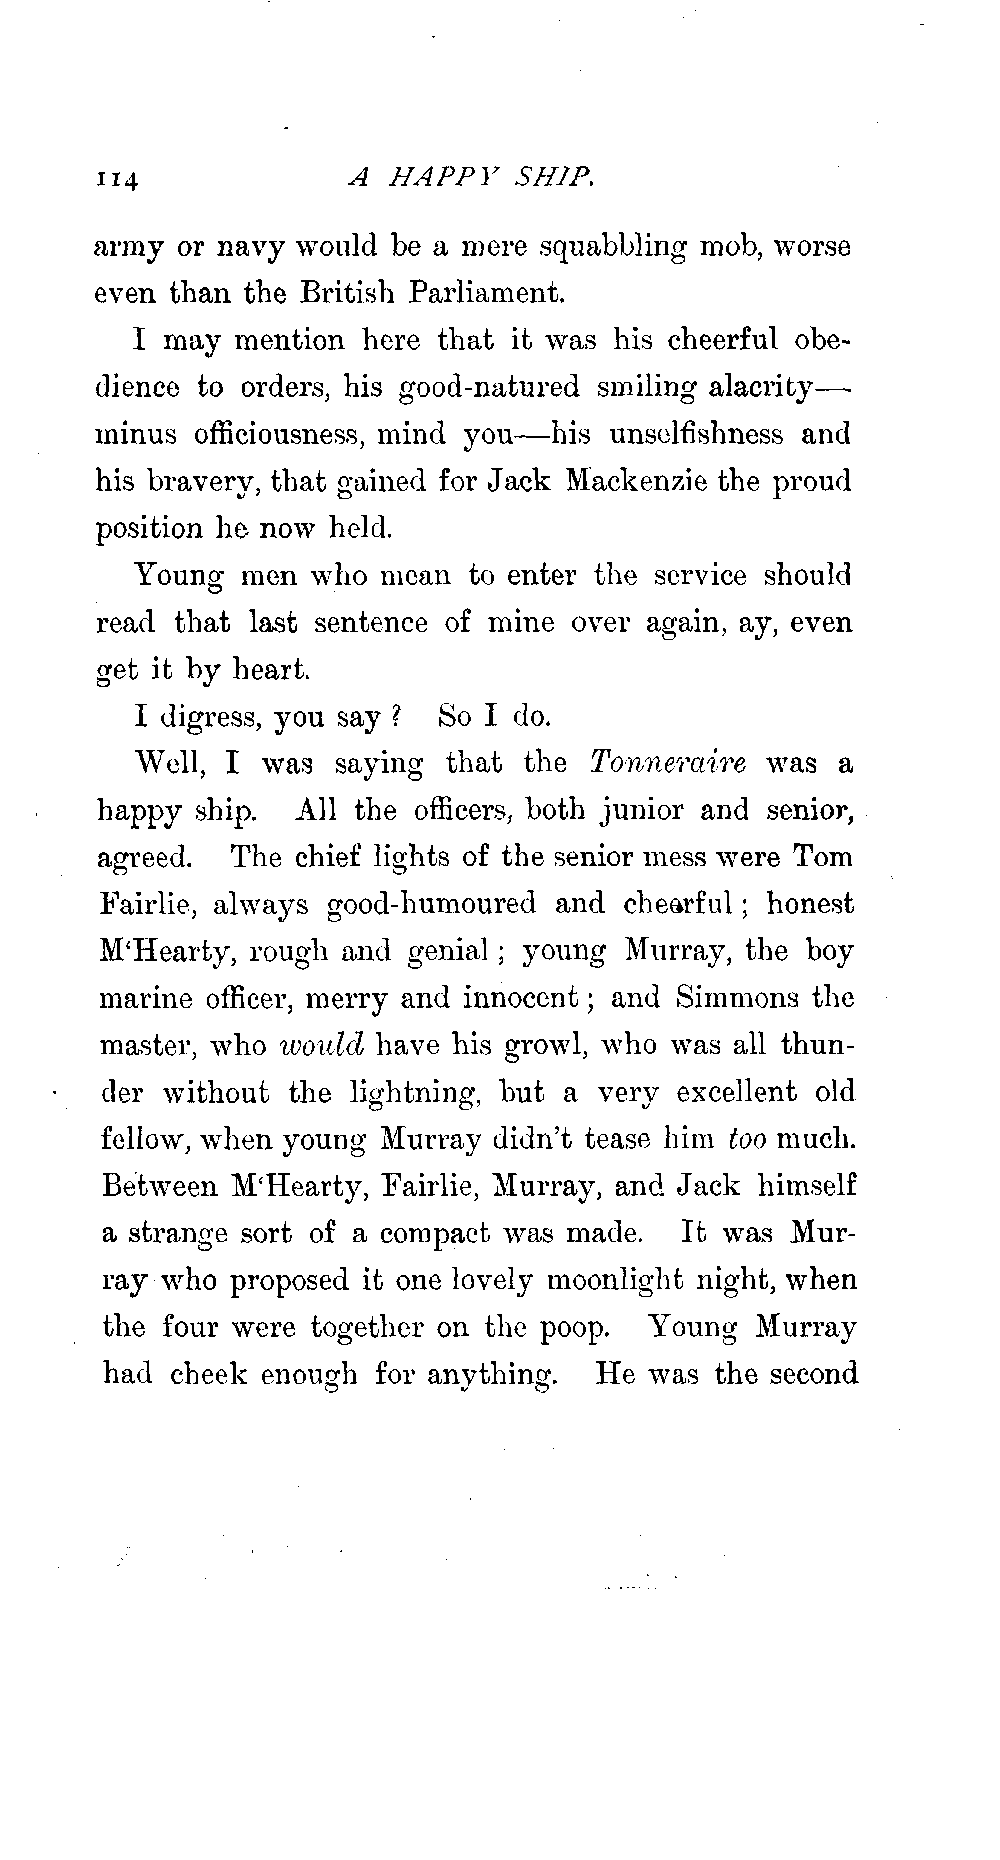 114 A HAPPY SHIP.
army or navy would be a mere squabbling mob, worse
even than the British Parliament.
I may mention here that it was his cheerful obe-
dience to orders, his good-natured smiling alacrity—
minus officiousness, mind you—his unselfishness and
his bravery, that gained for Jack Mackenzie the proud
position he now held.
Young men who mean to enter the service should
read that last sentence of mine over again, ay, even
get it by heart.
I digress, you say? So I do.
Well, I was saying that the Tonneraire was a
happy ship. All the officers, both junior and senior,
agreed. The chief lights of the senior mess were Tom
Fairlie, always good-humoured and cheerful; honest
M‘Hearty, rough and genial; young Murray, the boy
marine officer, merry and innocent; and Simmons the
master, who would have his growl, who was all thun-
der without the lightning, but a very excellent old
fellow, when young Murray didn't tease him too much.
Between M‘Hearty, Fairlie, Murray, and Jack himself
a strange sort of a compact was made. It was Mur-
ray who proposed it one lovely moonlight night, when
the four were together on the poop. Young Murray
had cheek enough for anything. He was the second